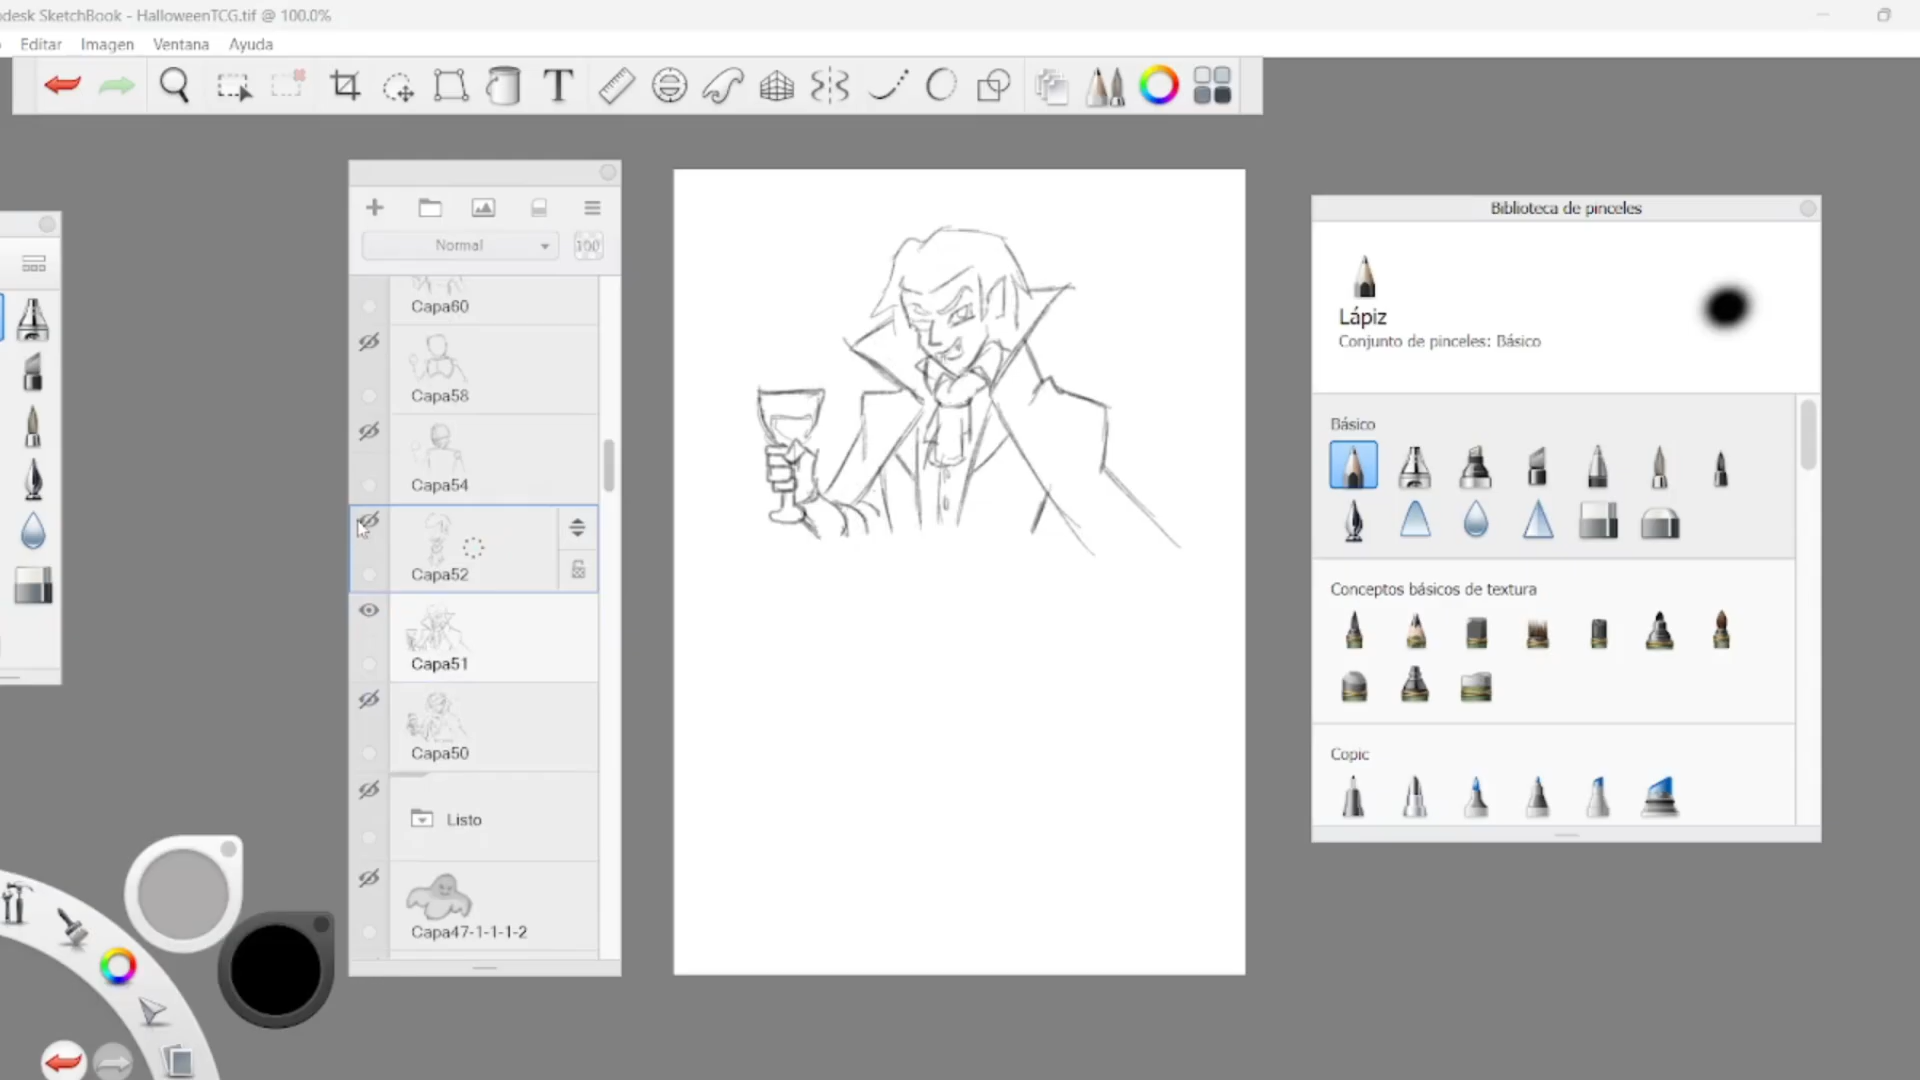 desk SketchBook - HalloweenTCG.tif @ 100.0%
Editar Imagen Ventana Ayuda
T
Normal 100
Capa60
Capa58
Capa54
Capa52
Capa51
Capa50
Listo
Capa47-1-1-1-2
Biblioteca de pinceles
Lápiz
Conjunto de pinceles: Básico
Básico
Conceptos básicos de textura
Copic